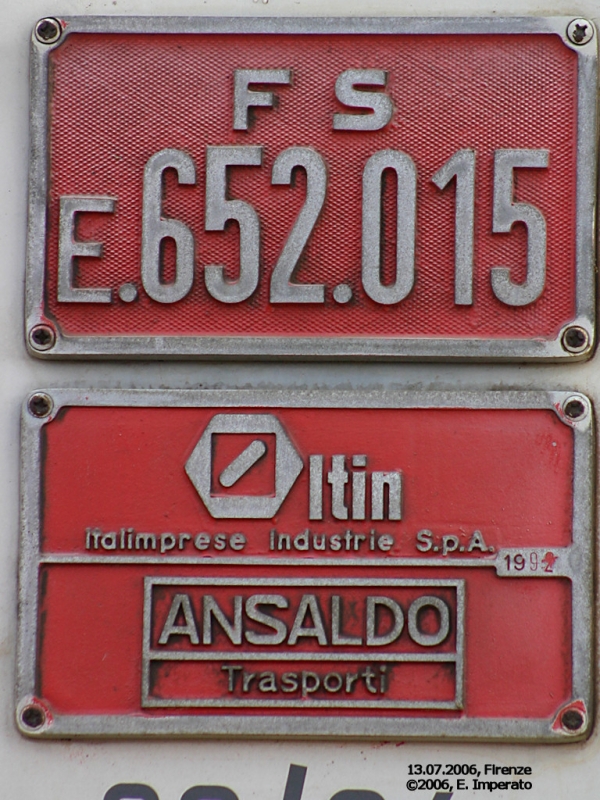 FS
E.652.015
Itin
Italimprese Industrie S.p.A.
1992
ANSALDO
Trasporti
13.07.2006, Firenze
©2006, E. Imperato